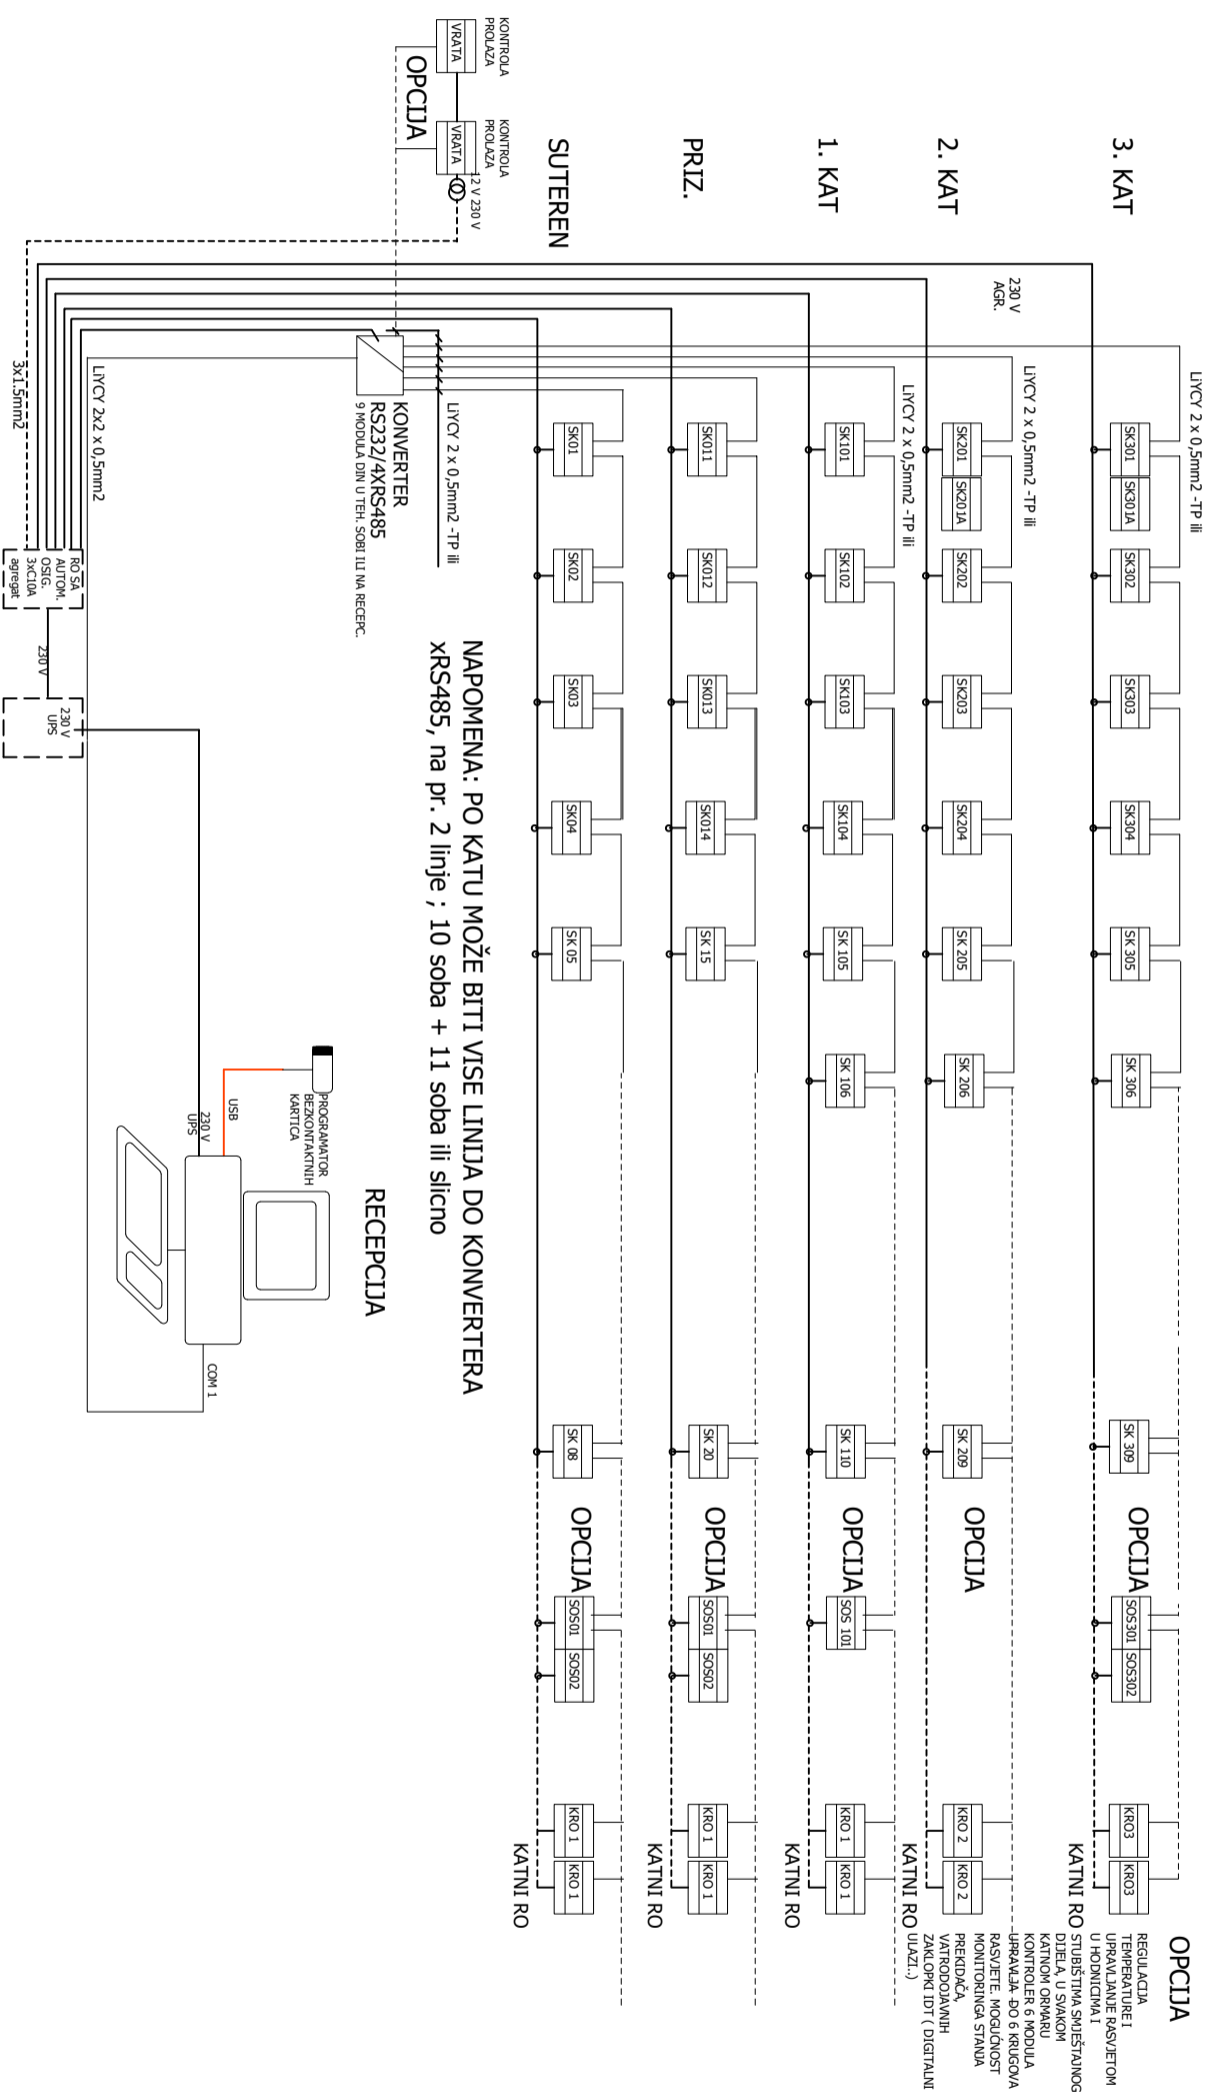 OPCIJA
REGULACIJA
TEMPERATURE I
UPRAVLJANJE RASVJETOM
U HODNICIMA I
STUBIŠTIMA SMJEŠTAJNOG
DIJELA, U SVAKOM
KATNOM ORMARU
KONTROLER 6 MODULA
UPRAVLJA DO 6 KRUGOVA
RASVJETE. MOGUĆNOST
MONITORINGA STANJA
PREKIDAČA,
VATRODOJAVNIH
ZAKLOPKI IDT ( DIGITALNI
ULAZI..)
LiYCY 2 x 0,5mm2 -TP ili
3. KAT
SK301
SK301A
SK302
SK303
SK304
SK 305
SK 306
SK 309
OPCIJA
SOS301
SOS302
KRO3
KRO3
KATNI RO
230 V
AGR.
LiYCY 2 x 0,5mm2 -TP ili
2. KAT
SK201
SK201A
SK202
SK203
SK204
SK 205
SK 206
SK 209
OPCIJA
KRO 2
KRO 2
KATNI RO
LiYCY 2 x 0,5mm2 -TP ili
1. KAT
SK101
SK102
SK103
SK104
SK 105
SK 106
SK 110
OPCIJA
SOS 101
KRO 1
KRO 1
KATNI RO
PRIZ.
SK011
SK012
SK013
SK014
SK 15
SK 20
OPCIJA
SOS01
SOS02
KRO 1
KRO 1
KATNI RO
SUTEREN
SK01
SK02
SK03
SK04
SK 05
SK 08
OPCIJA
SOS01
SOS02
KRO 1
KRO 1
KATNI RO
KONTROLA
PROLAZA
VRATA
KONTROLA
PROLAZA
VRATA
12 V 230 V
OPCIJA
LiYCY 2 x 0,5mm2 -TP ili
KONVERTER
RS232/4XRS485
9 MODULA DIN U TEH. SOBI ILI NA RECEPC.
NAPOMENA: PO KATU MOŽE BITI VISE LINIJA DO KONVERTERA
xRS485, na pr. 2 linje ; 10 soba + 11 soba ili slicno
RECEPCIJA
PROGRAMATOR
BEZKONTAKTNIH
KARTICA
USB
230 V
UPS
COM 1
LiYCY 2x2 x 0,5mm2
3x1.5mm2
RO SA
AUTOM.
OSIG.
3xC10A
agregat
230 V
230 V
UPS